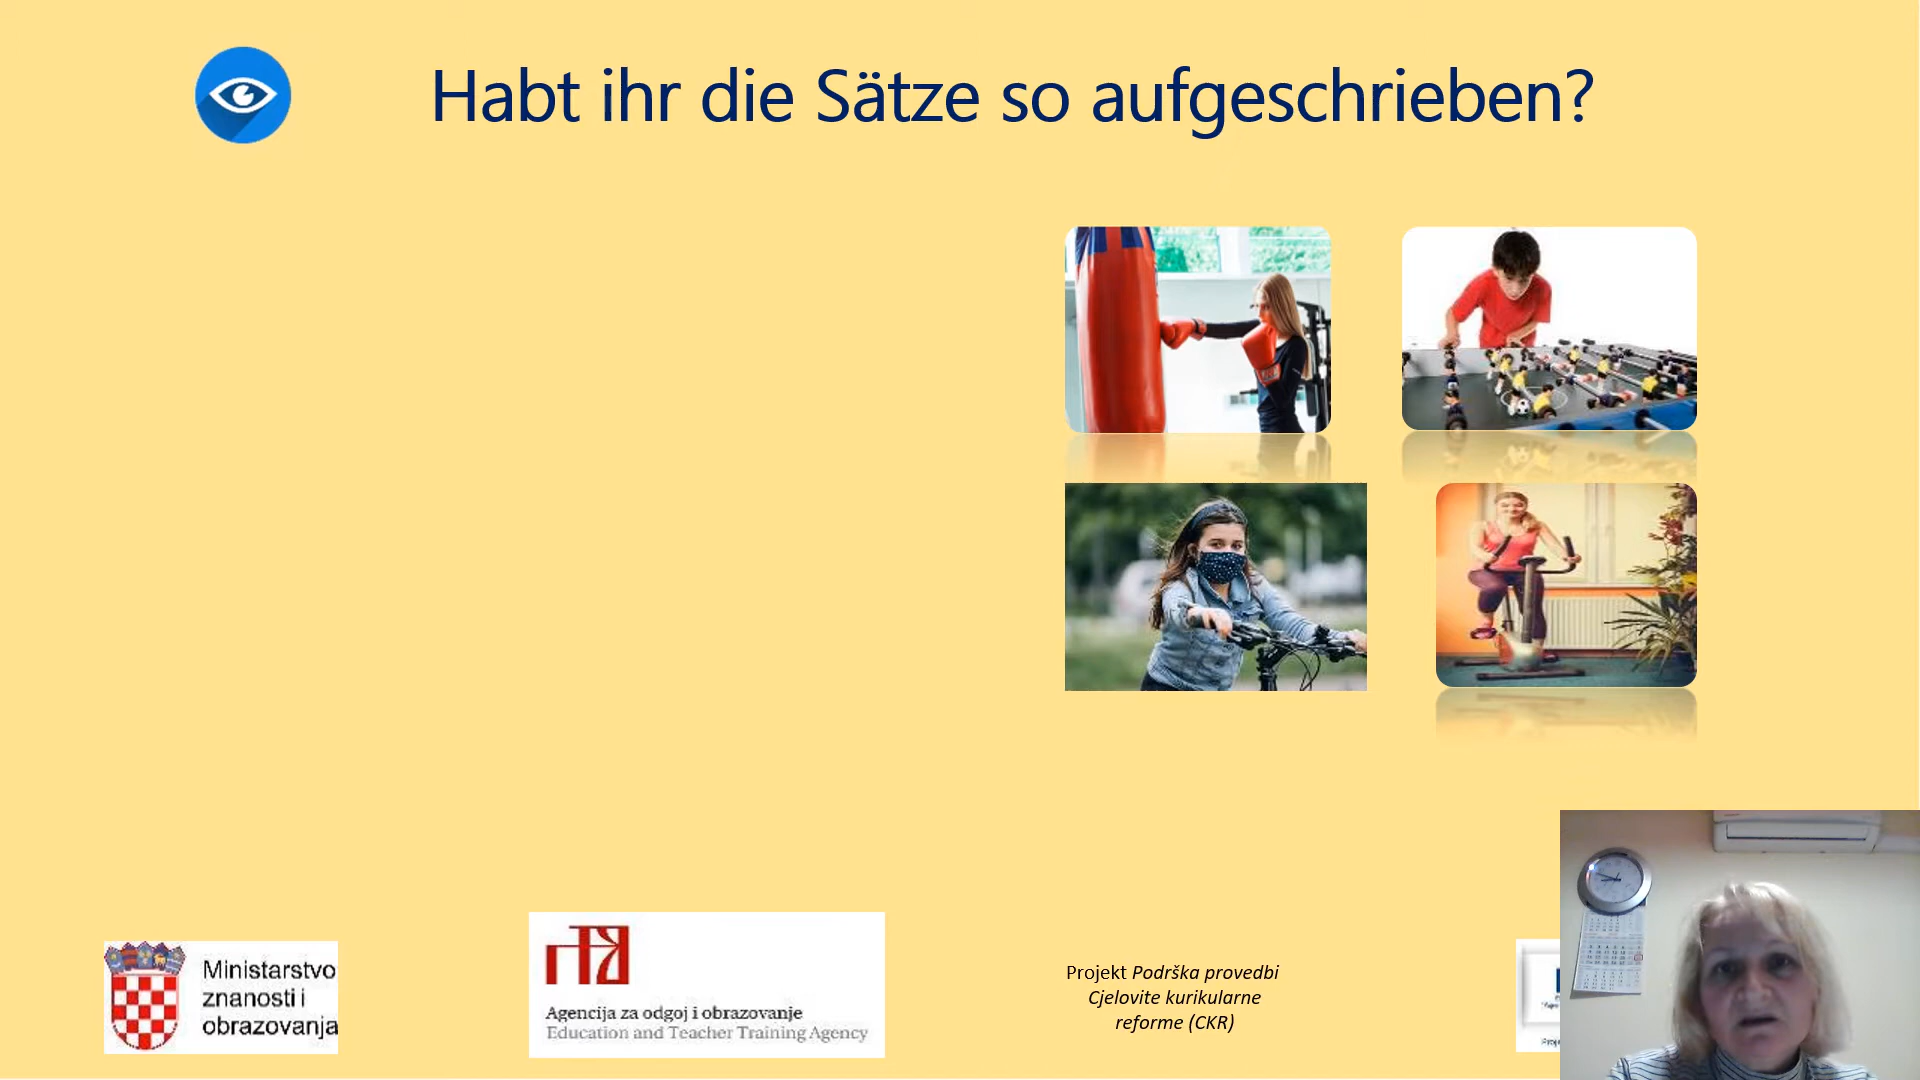 Habt ihr die Sätze so aufgeschrieben?
Ministarstvo
znanosti i
obrazovanja
Agencija za odgoj i obrazovanje
Education and Teacher Training Agency
Projekt Podrška provedbi
Cjelovite kurikularne
reforme (CKR)